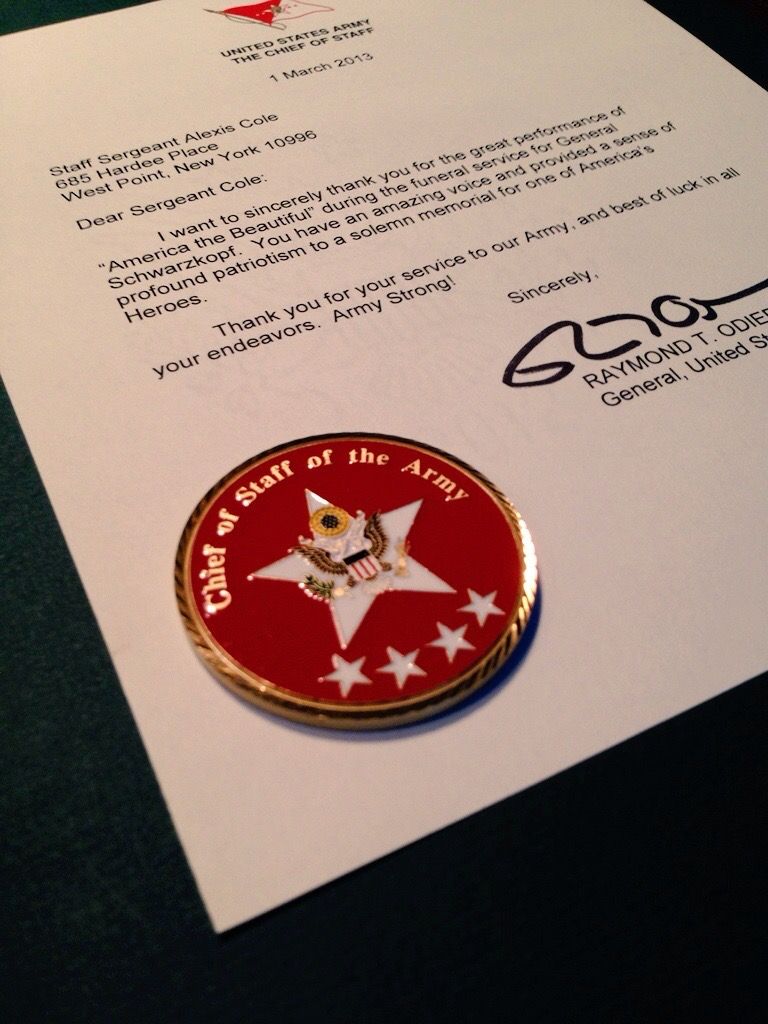 UNITED STATES ARMY
THE CHIEF OF STAFF
1 March 2013
Staff Sergeant Alexis Cole
685 Hardee Place
West Point, New York 10996
Dear Sergeant Cole:
I want to sincerely thank you for the great performance of
“America the Beautiful” during the funeral service for General
Schwarzkopf. You have an amazing voice and provided a sense of
profound patriotism to a solemn memorial for one of America's
Heroes.
Thank you for your service to our Army, and best of luck in all
your endeavors. Army Strong!
Sincerely,
RAYMOND T. ODIE
General, United
Chief of Staff of the Army